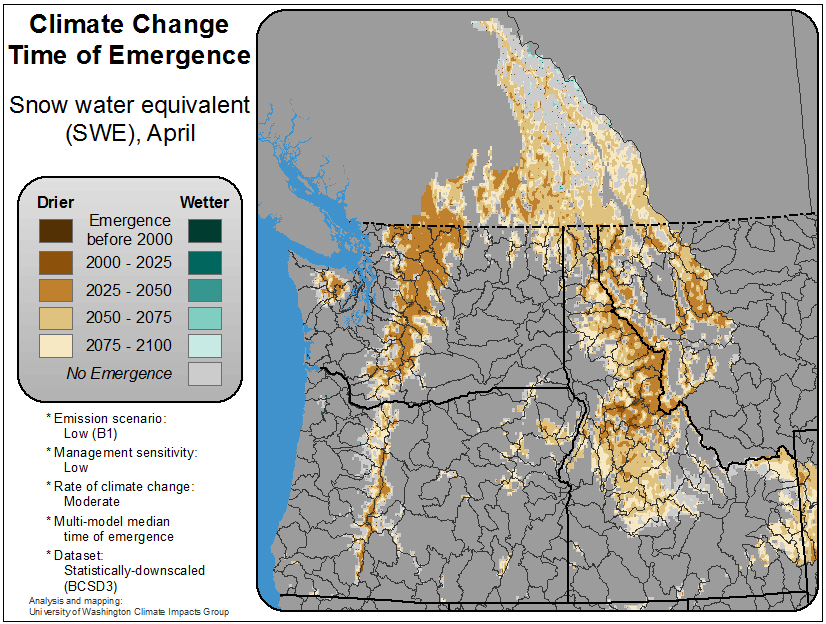 Climate Change
Time of Emergence
Snow water equivalent
(SWE), April
Drier Wetter
Emergence
before 2000
2000 - 2025
2025 - 2050
2050 - 2075
2075 - 2100
No Emergence
* Emission scenario:
Low (B1)
* Management sensitivity:
Low
* Rate of climate change:
Moderate
* Multi-model median
time of emergence
* Dataset:
Statistically-downscaled
(BCSD3)
Analysis and mapping:
University of Washington Climate Impacts Group